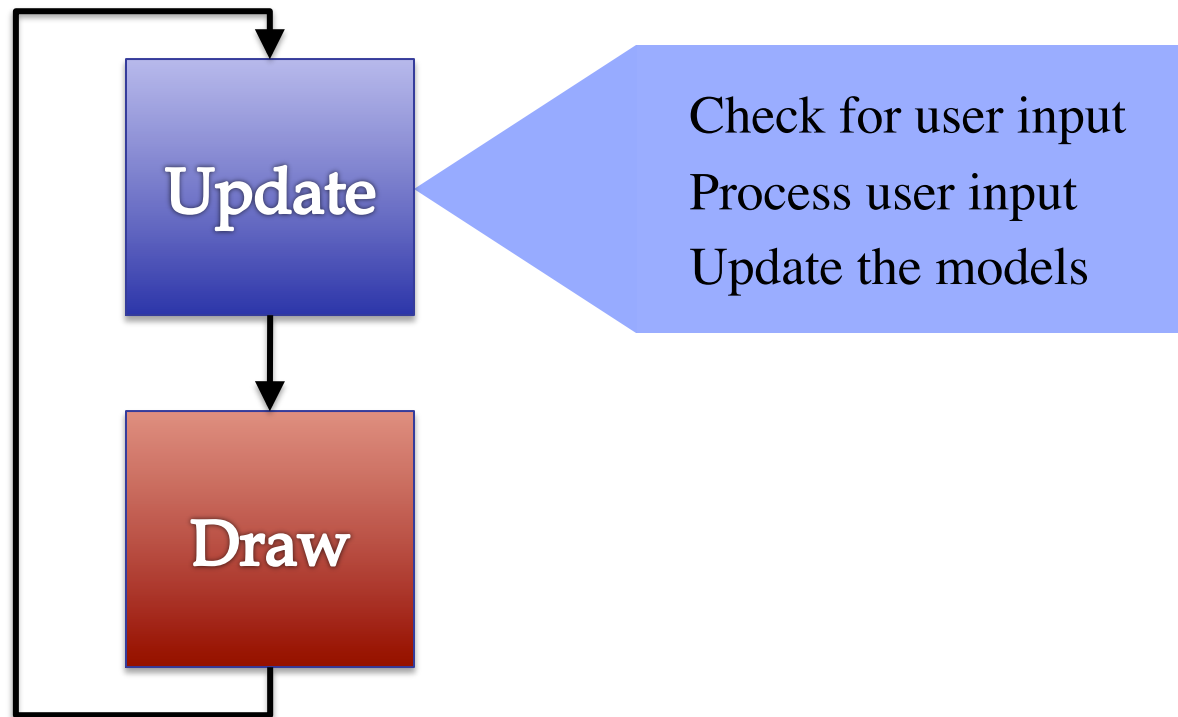 Update
Check for user input
Process user input
Update the models
Draw